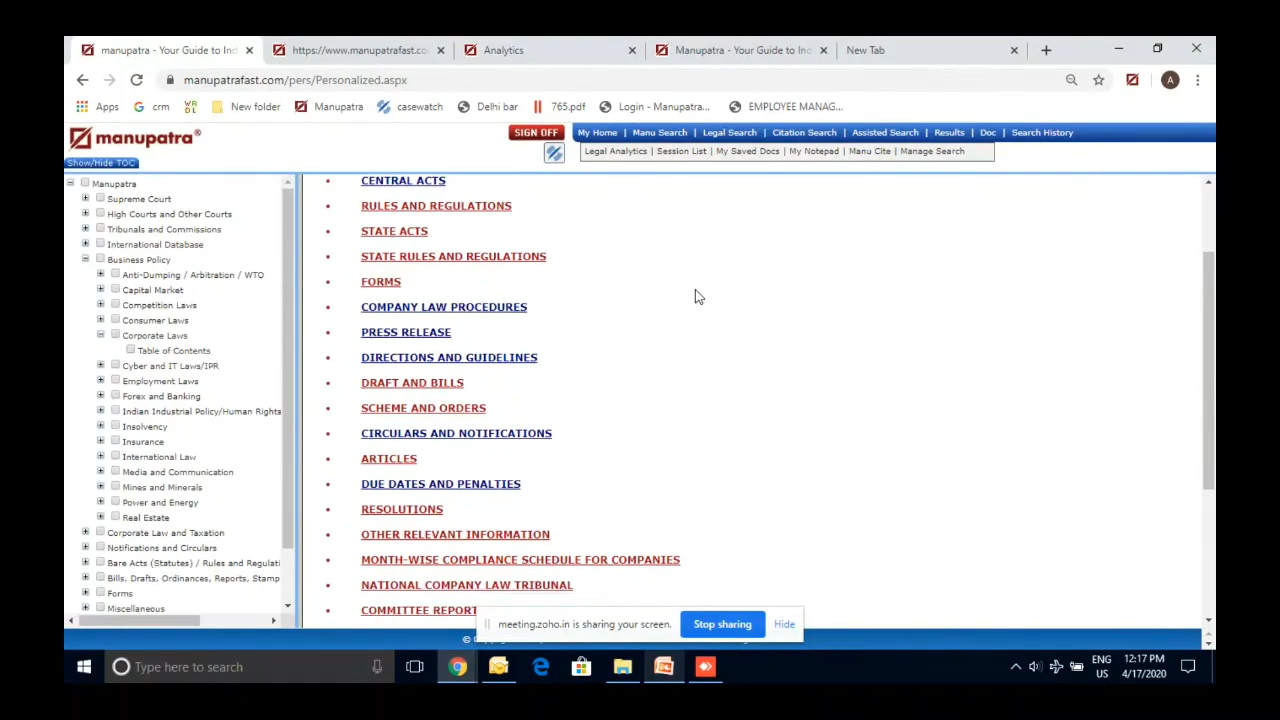 manupatra - Your Guide to Ind
https://www.manupatrafast.co
Analytics
Manupatra - Your Guide to Ind
New Tab
manupatrafast.com/pers/Personalized.aspx
A
Apps
crm
New folder
Manupatra
casewatch
Delhi bar
765.pdf
Login - Manupatra...
EMPLOYEE MANAG...
manupatra®
SIGN OFF
My Home | Manu Search | Legal Search | Citation Search | Assisted Search | Results | Doc | Search History
Legal Analytics | Session List | My Saved Docs | My Notepad | Manu Cite | Manage Search
Show/Hide TOC
Manupatra
Supreme Court
High Courts and Other Courts
Tribunals and Commissions
International Database
Business Policy
Anti-Dumping / Arbitration / WTO
Capital Market
Competition Laws
Consumer Laws
Corporate Laws
Table of Contents
Cyber and IT Laws/IPR
Employment Laws
Forex and Banking
Indian Industrial Policy/Human Rights
Insolvency
Insurance
International Law
Media and Communication
Mines and Minerals
Power and Energy
Real Estate
Corporate Law and Taxation
Notifications and Circulars
Bare Acts (Statutes) / Rules and Regulati
Bills, Drafts, Ordinances, Reports, Stamp
Forms
Miscellaneous
• CENTRAL ACTS
• RULES AND REGULATIONS
• STATE ACTS
• STATE RULES AND REGULATIONS
• FORMS
• COMPANY LAW PROCEDURES
• PRESS RELEASE
• DIRECTIONS AND GUIDELINES
• DRAFT AND BILLS
• SCHEME AND ORDERS
• CIRCULARS AND NOTIFICATIONS
• ARTICLES
• DUE DATES AND PENALTIES
• RESOLUTIONS
• OTHER RELEVANT INFORMATION
• MONTH-WISE COMPLIANCE SCHEDULE FOR COMPANIES
• NATIONAL COMPANY LAW TRIBUNAL
• COMMITTEE REPORT
meeting.zoho.in is sharing your screen.
Stop sharing
Hide
©
Type here to search
ENG
US
12:17 PM
4/17/2020